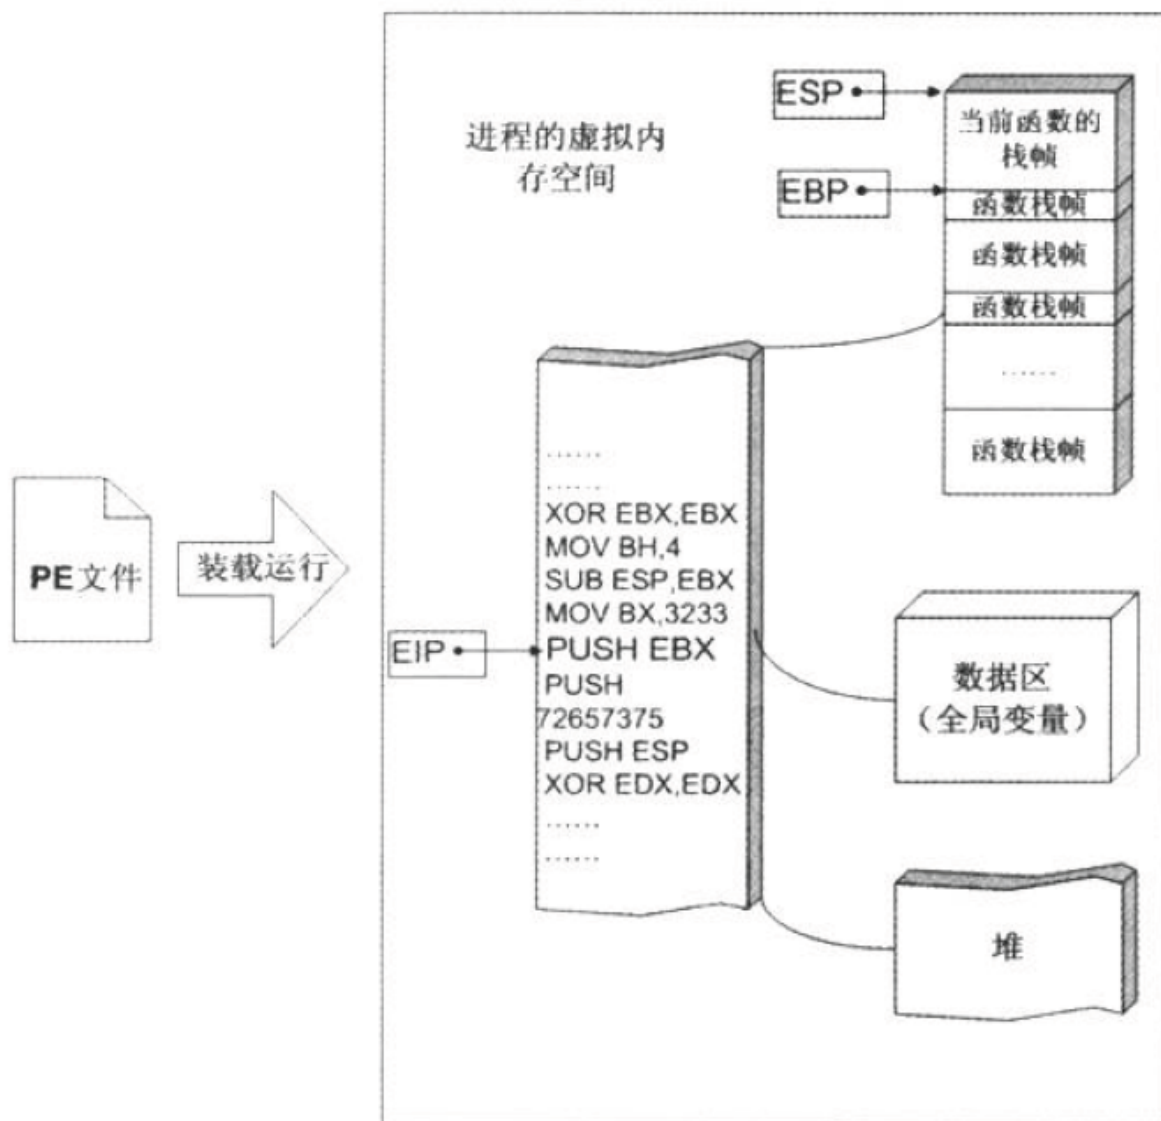 PE文件
装载运行
进程的虚拟内
存空间
ESP
EBP
当前函数的
栈帧
函数栈帧
函数栈帧
函数栈帧
......
函数栈帧
......
......
XOR EBX,EBX
MOV BH,4
SUB ESP,EBX
MOV BX,3233
EIP
PUSH EBX
PUSH
72657375
PUSH ESP
XOR EDX,EDX
......
......
数据区
（全局变量）
堆